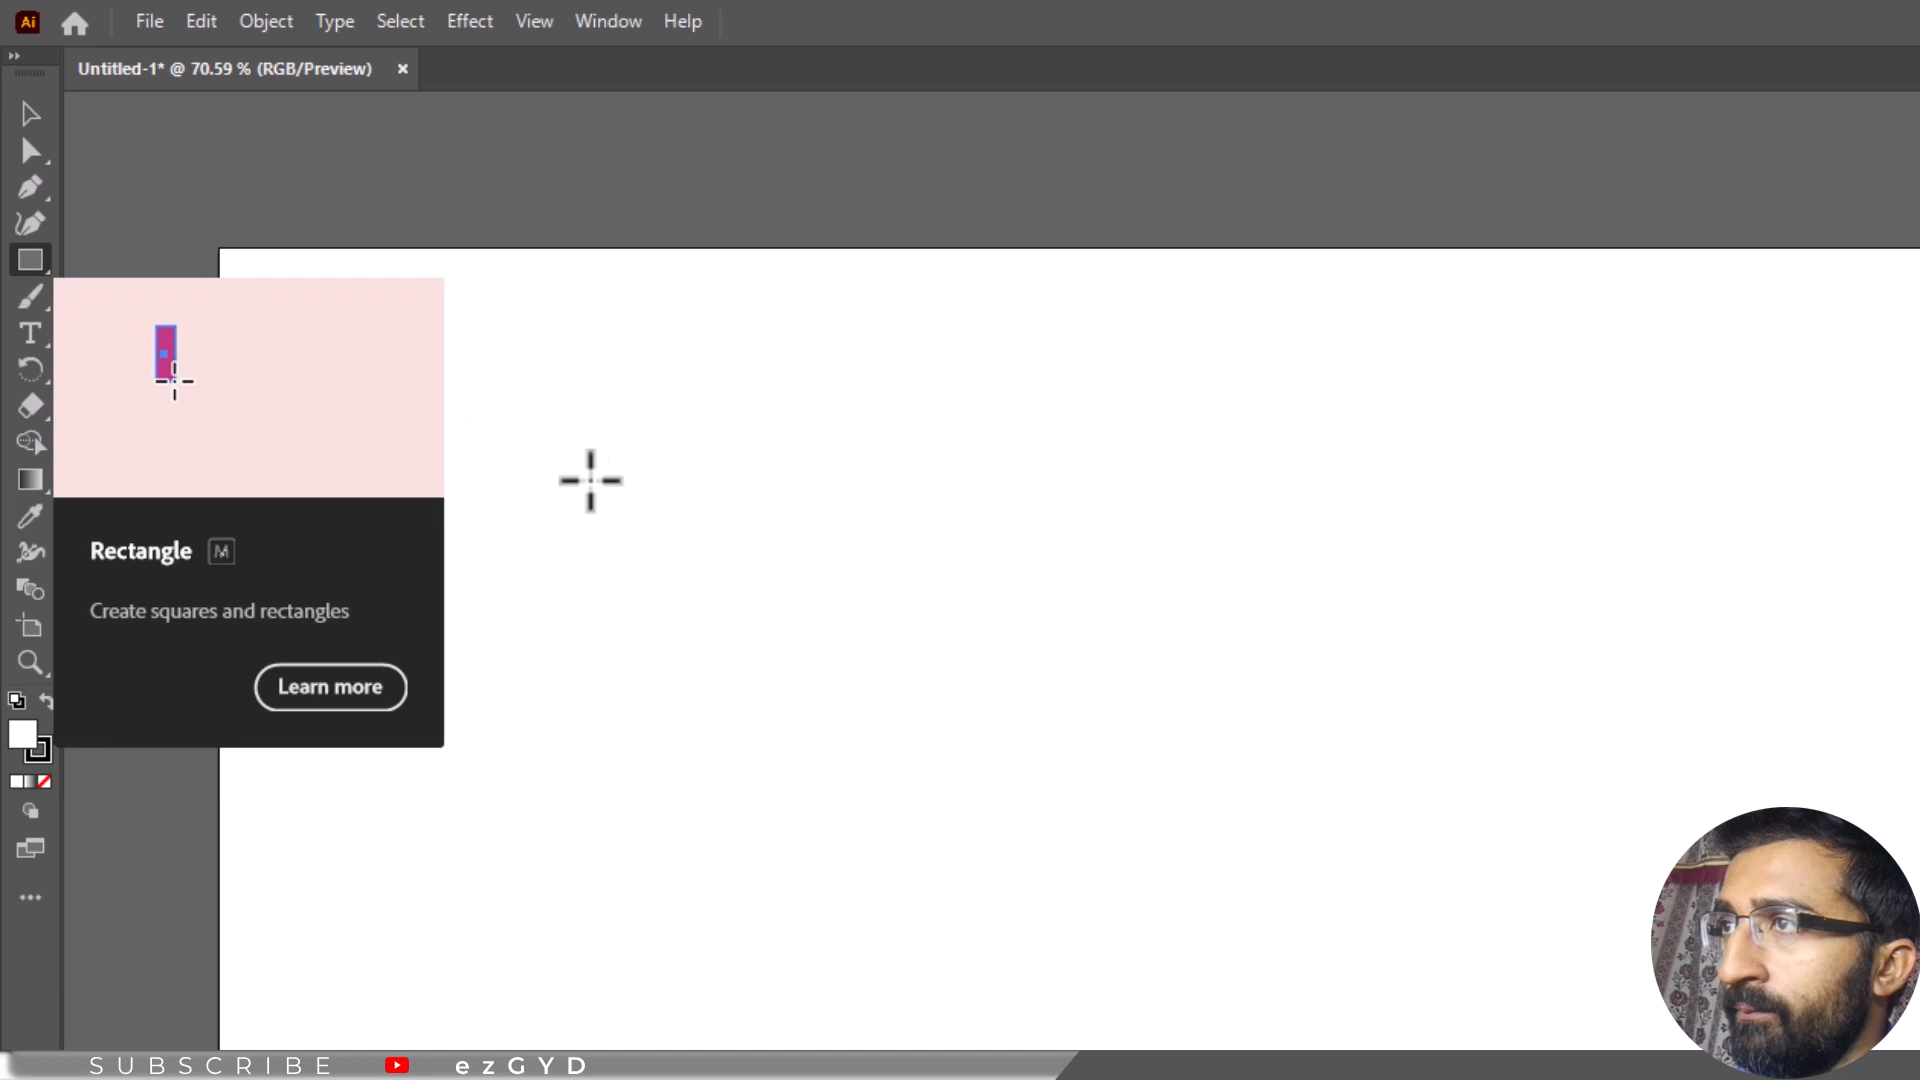 Ai File Edit Object Type Select Effect View Window Help
Untitled-1* @ 70.59 % (RGB/Preview) ×
T
Rectangle M
Create squares and rectangles
Learn more
SUBSCRIBE ezGYD